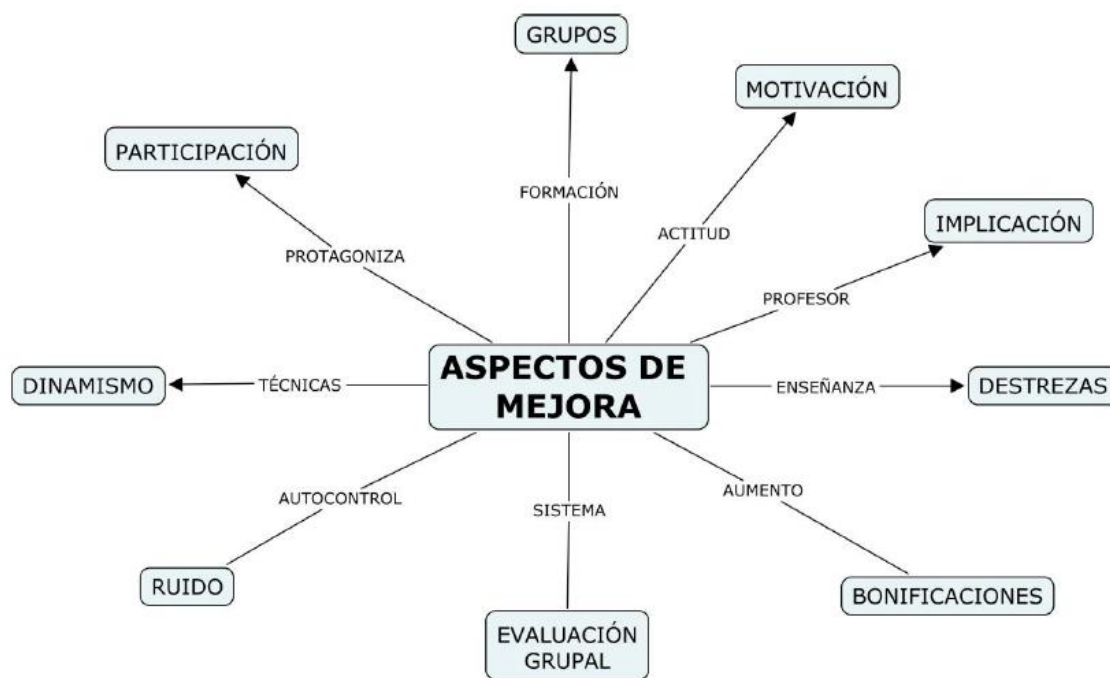 GRUPOS
MOTIVACIÓN
PARTICIPACIÓN
FORMACIÓN
IMPLICACIÓN
ACTITUD
PROTAGONIZA
PROFESOR
ASPECTOS DE
MEJORA
DINAMISMO
TÉCNICAS
ENSEÑANZA
DESTREZAS
AUTOCONTROL
SISTEMA
AUMENTO
RUIDO
BONIFICACIONES
EVALUACIÓN
GRUPAL